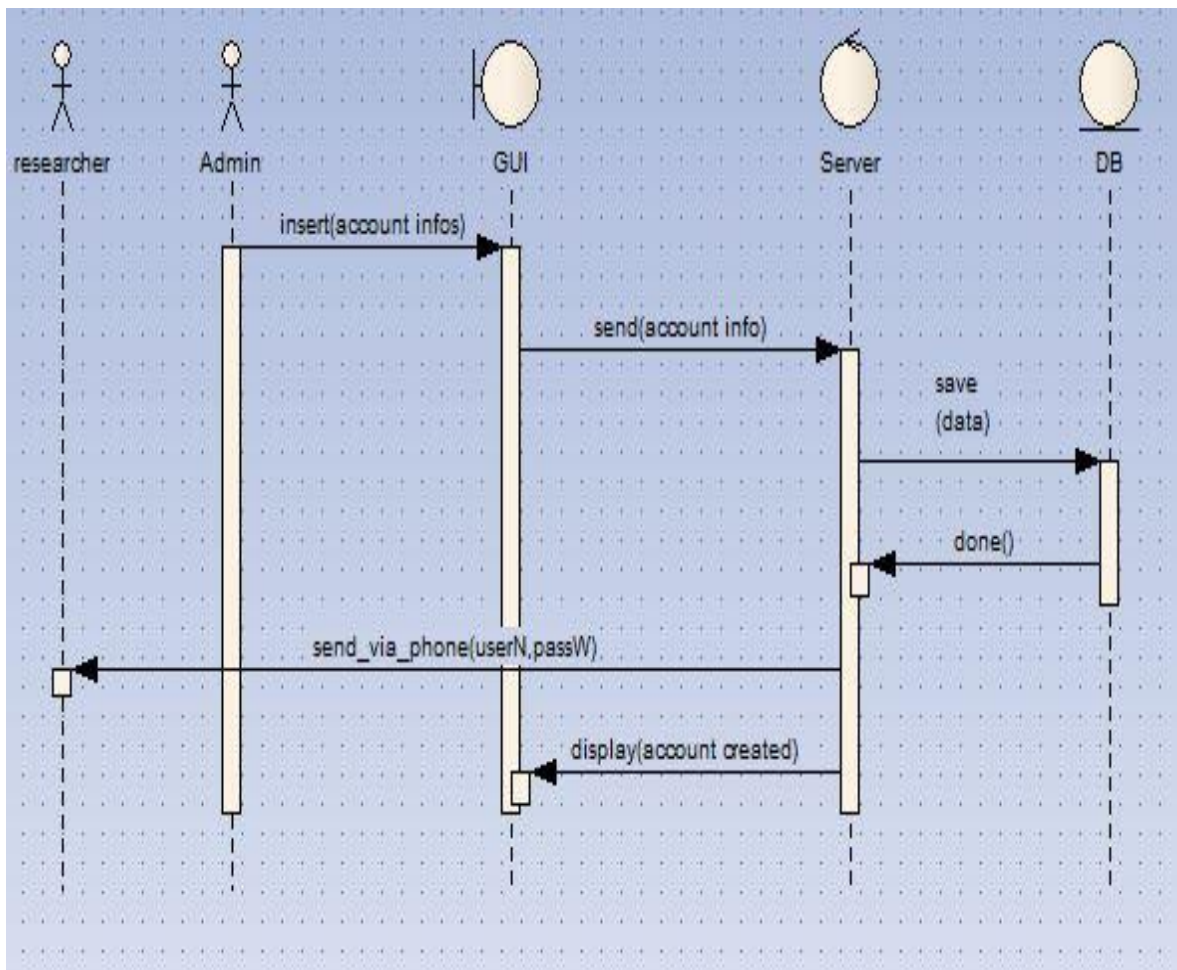 researcher
Admin
GUI
Server
DB
insert(account infos)
send(account info)
save
(data)
done()
send_via_phone(userN,passW)
display(account created)